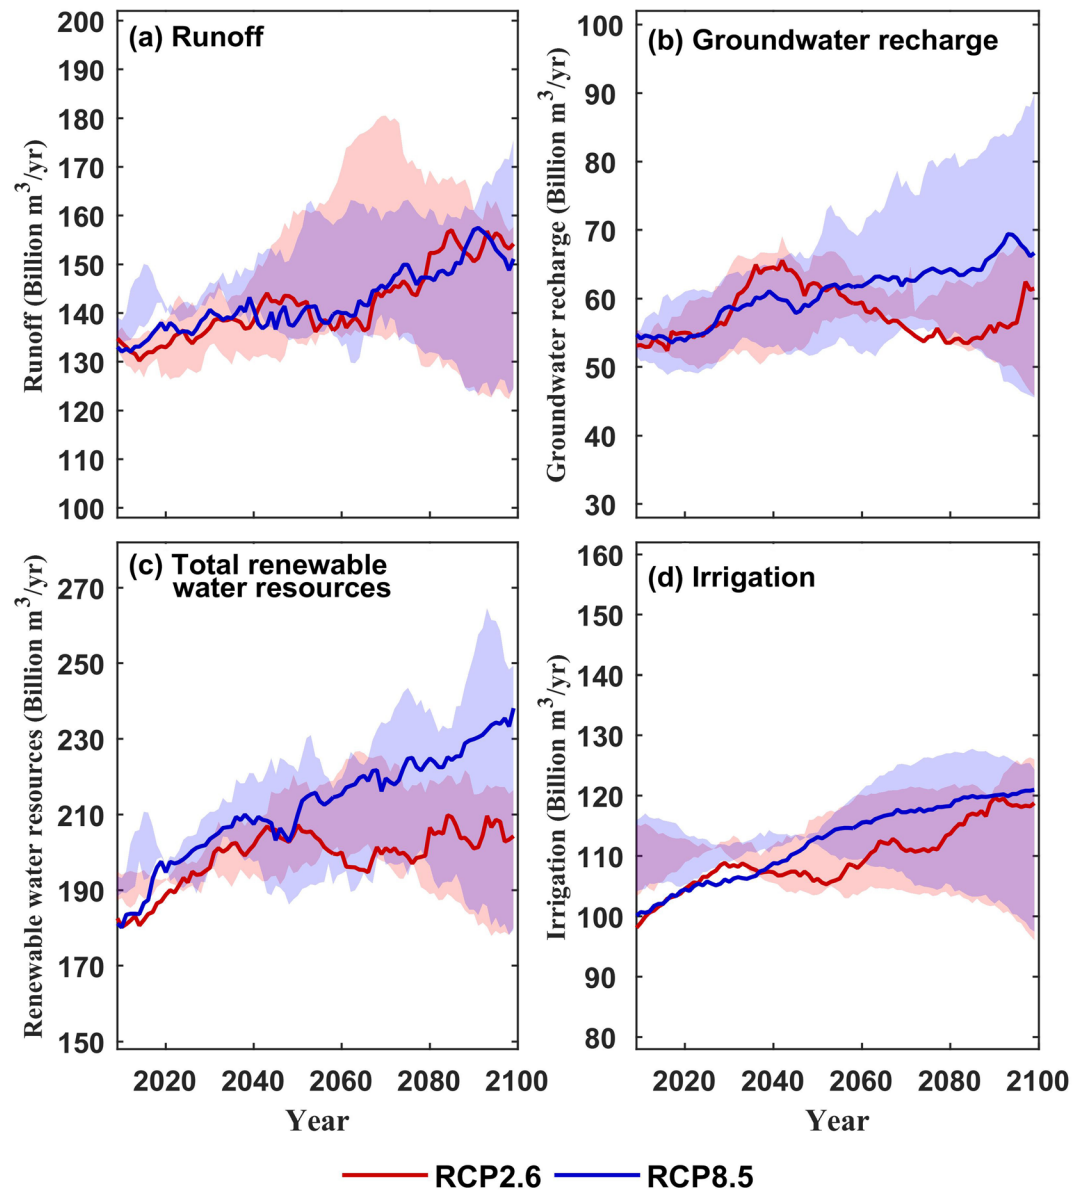 (a) Runoff
200
190
180
170
160
150
140
130
120
110
100
Runoff (Billion m³/yr)
(b) Groundwater recharge
100
90
80
70
60
50
40
30
Groundwater recharge (Billion m³/yr)
(c) Total renewable
water resources
270
250
230
210
190
170
150
Renewable water resources (Billion m³/yr)
2020 2040 2060 2080 2100
Year
(d) Irrigation
160
150
140
130
120
110
100
90
80
Irrigation (Billion m³/yr)
2020 2040 2060 2080 2100
Year
RCP2.6 RCP8.5